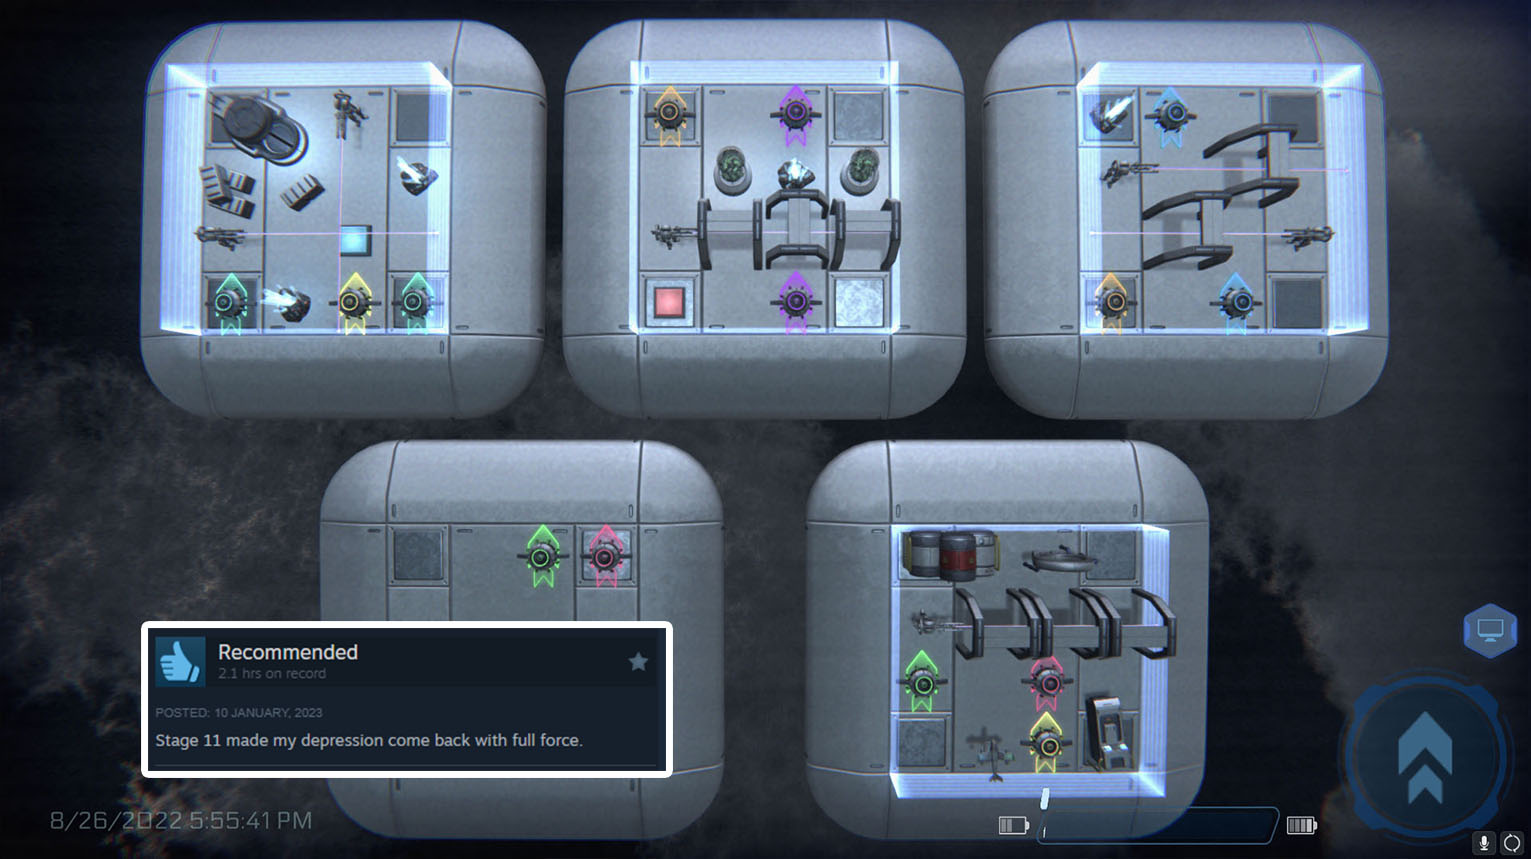 Recommended
2.1 hrs on record
POSTED: 10 JANUARY, 2023
Stage 11 made my depression come back with full force.
8/26/2022 5:55:41 PM